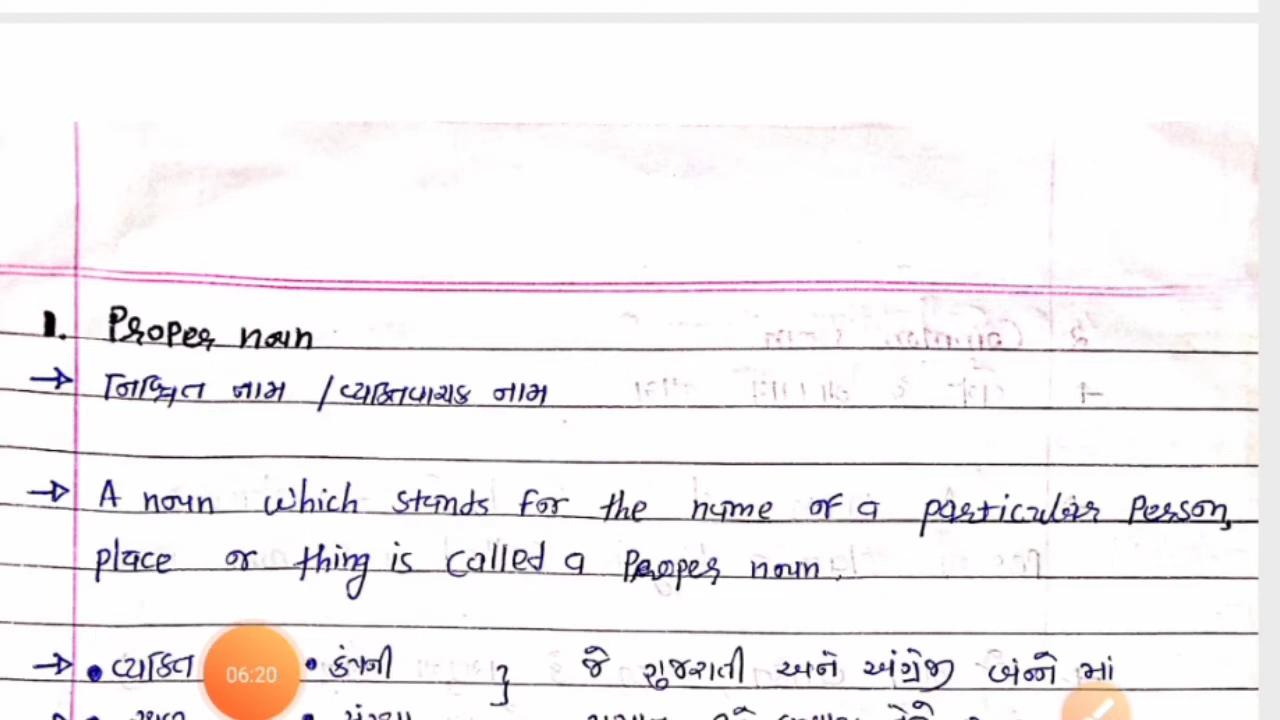 1. Proper noun
→ નિશ્ચિત નામ / વ્યક્તિવાચક નામ
→ A noun which stands for the name of a particular Person,
place or thing is called a Proper noun.
→ • વ્યક્તિ • કંપની } જે ગુજરાતી અને અંગ્રેજી બંને માં
06:20